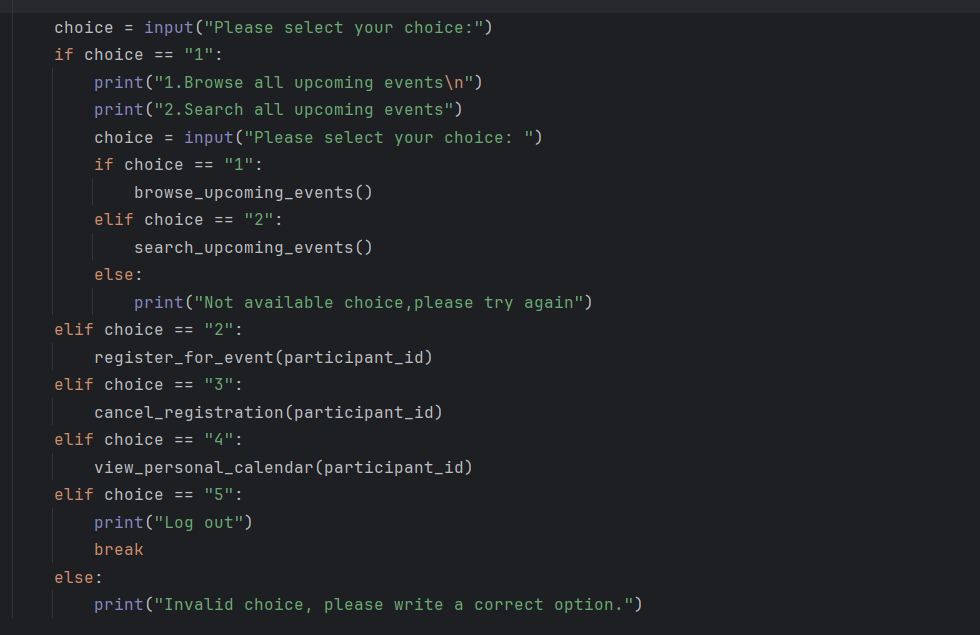 choice = input("Please select your choice:")
if choice == "1":
    print("1.Browse all upcoming events\n")
    print("2.Search all upcoming events")
    choice = input("Please select your choice: ")
    if choice == "1":
        browse_upcoming_events()
    elif choice == "2":
        search_upcoming_events()
    else:
        print("Not available choice,please try again")
elif choice == "2":
    register_for_event(participant_id)
elif choice == "3":
    cancel_registration(participant_id)
elif choice == "4":
    view_personal_calendar(participant_id)
elif choice == "5":
    print("Log out")
    break
else:
    print("Invalid choice, please write a correct option.")